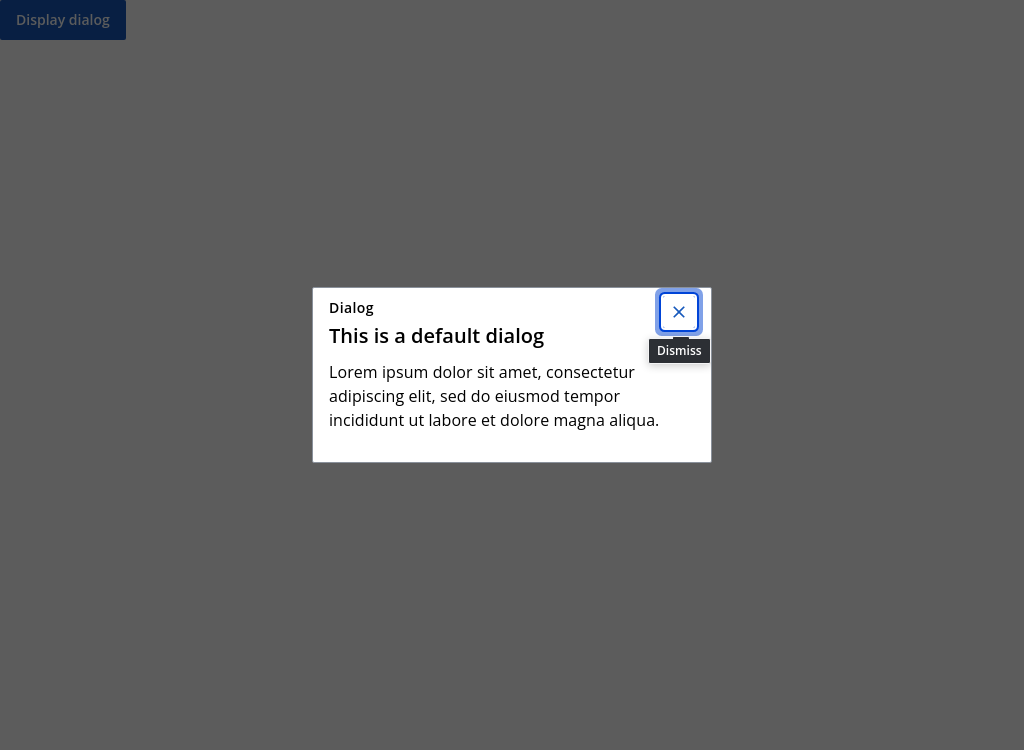 Display dialog
Dialog
This is a default dialog
Dismiss
Lorem ipsum dolor sit amet, consectetur
adipiscing elit, sed do eiusmod tempor
incididunt ut labore et dolore magna aliqua.